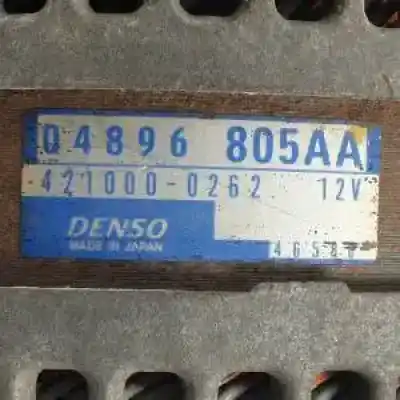 04896 805AA
421000-0262 12V
DENSO
MADE IN JAPAN